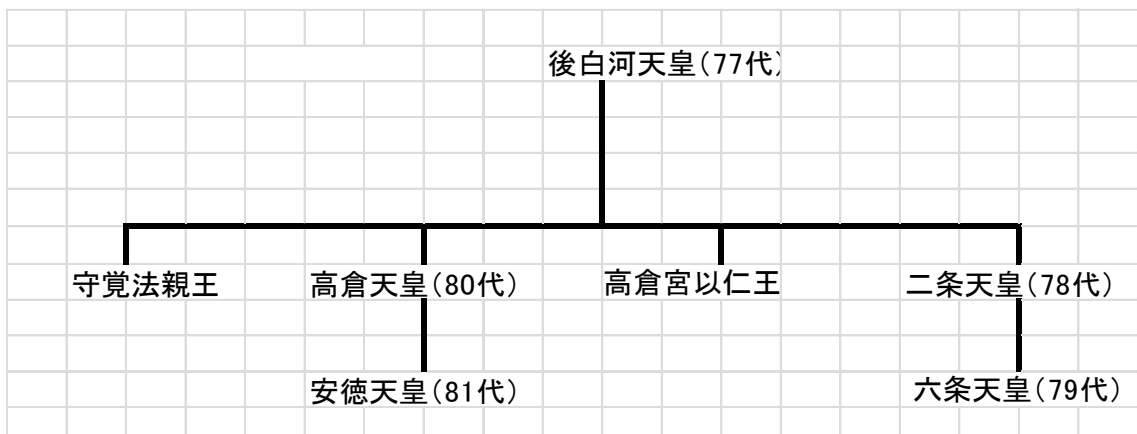 後白河天皇(77代)
守覚法親王
高倉天皇(80代)
高倉宮以仁王
二条天皇(78代)
安徳天皇(81代)
六条天皇(79代)